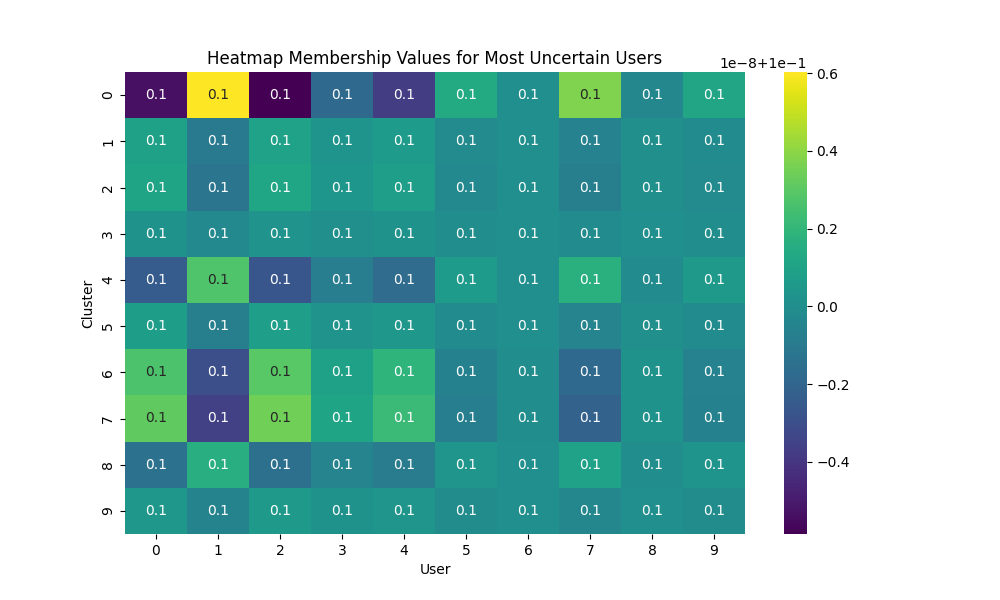 Heatmap Membership Values for Most Uncertain Users
1e−8+1e−1
0 0.1 0.1 0.1 0.1 0.1 0.1 0.1 0.1 0.1 0.1
1 0.1 0.1 0.1 0.1 0.1 0.1 0.1 0.1 0.1 0.1
2 0.1 0.1 0.1 0.1 0.1 0.1 0.1 0.1 0.1 0.1
3 0.1 0.1 0.1 0.1 0.1 0.1 0.1 0.1 0.1 0.1
4 0.1 0.1 0.1 0.1 0.1 0.1 0.1 0.1 0.1 0.1
5 0.1 0.1 0.1 0.1 0.1 0.1 0.1 0.1 0.1 0.1
6 0.1 0.1 0.1 0.1 0.1 0.1 0.1 0.1 0.1 0.1
7 0.1 0.1 0.1 0.1 0.1 0.1 0.1 0.1 0.1 0.1
8 0.1 0.1 0.1 0.1 0.1 0.1 0.1 0.1 0.1 0.1
9 0.1 0.1 0.1 0.1 0.1 0.1 0.1 0.1 0.1 0.1
0 1 2 3 4 5 6 7 8 9
User
Cluster
0.6
0.4
0.2
0.0
−0.2
−0.4